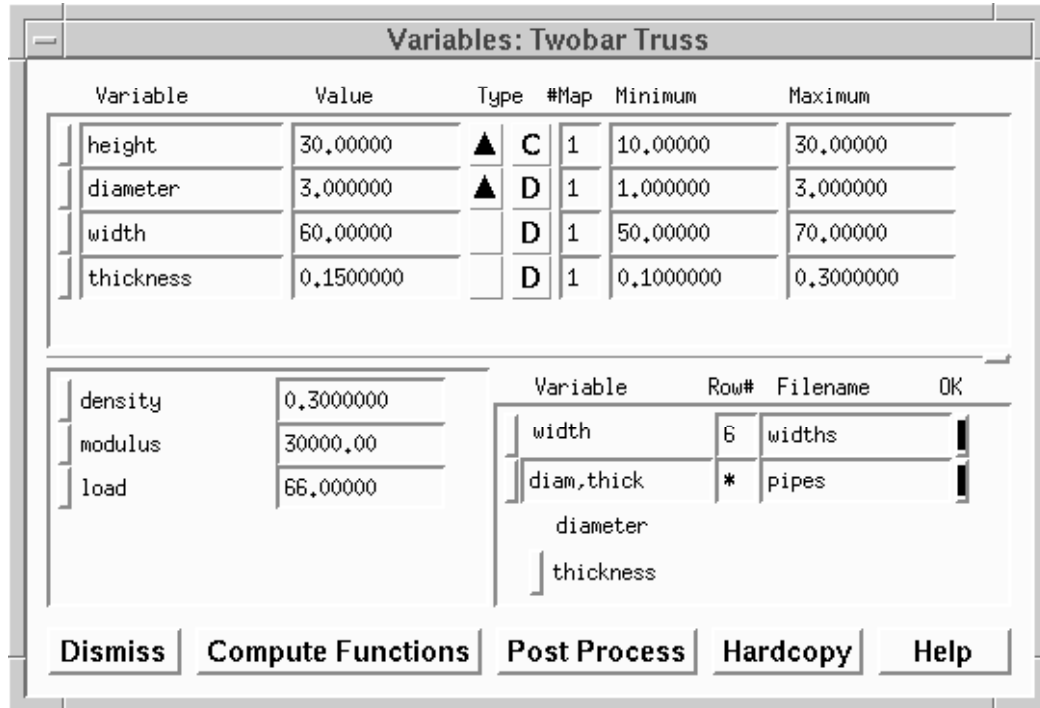 Variables: Twobar Truss
Variable Value Type #Map Minimum Maximum
height 30.00000 ▲ C 1 10.00000 30.00000
diameter 3.000000 ▲ D 1 1.000000 3.000000
width 60.00000 D 1 50.00000 70.00000
thickness 0.1500000 D 1 0.1000000 0.3000000
density 0.3000000
modulus 30000.00
load 66.00000
Variable Row# Filename OK
width 6 widths
diam,thick * pipes
diameter
thickness
Dismiss Compute Functions Post Process Hardcopy Help